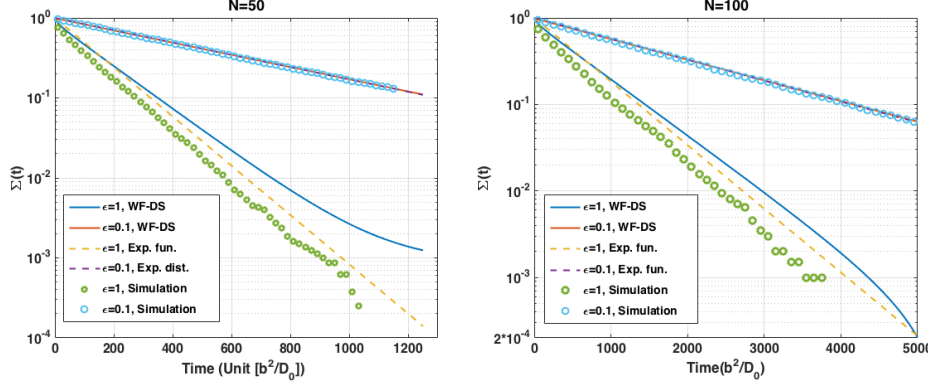 N=50
10^0
10^-1
10^-2
10^-3
10^-4
Σ(t)
ϵ=1, WF-DS
ϵ=0.1, WF-DS
ϵ=1, Exp. fun.
ϵ=0.1, Exp. dist.
ϵ=1, Simulation
ϵ=0.1, Simulation
0 200 400 600 800 1000 1200
Time (Unit [b^2/D_0])
N=100
10^0
10^-1
10^-2
10^-3
2*10^-4
Σ(t)
ϵ=1, WF-DS
ϵ=0.1, WF-DS
ϵ=1, Exp. fun.
ϵ=0.1, Exp. fun.
ϵ=1, Simulation
ϵ=0.1, Simulation
0 1000 2000 3000 4000 5000
Time(b^2/D_0)